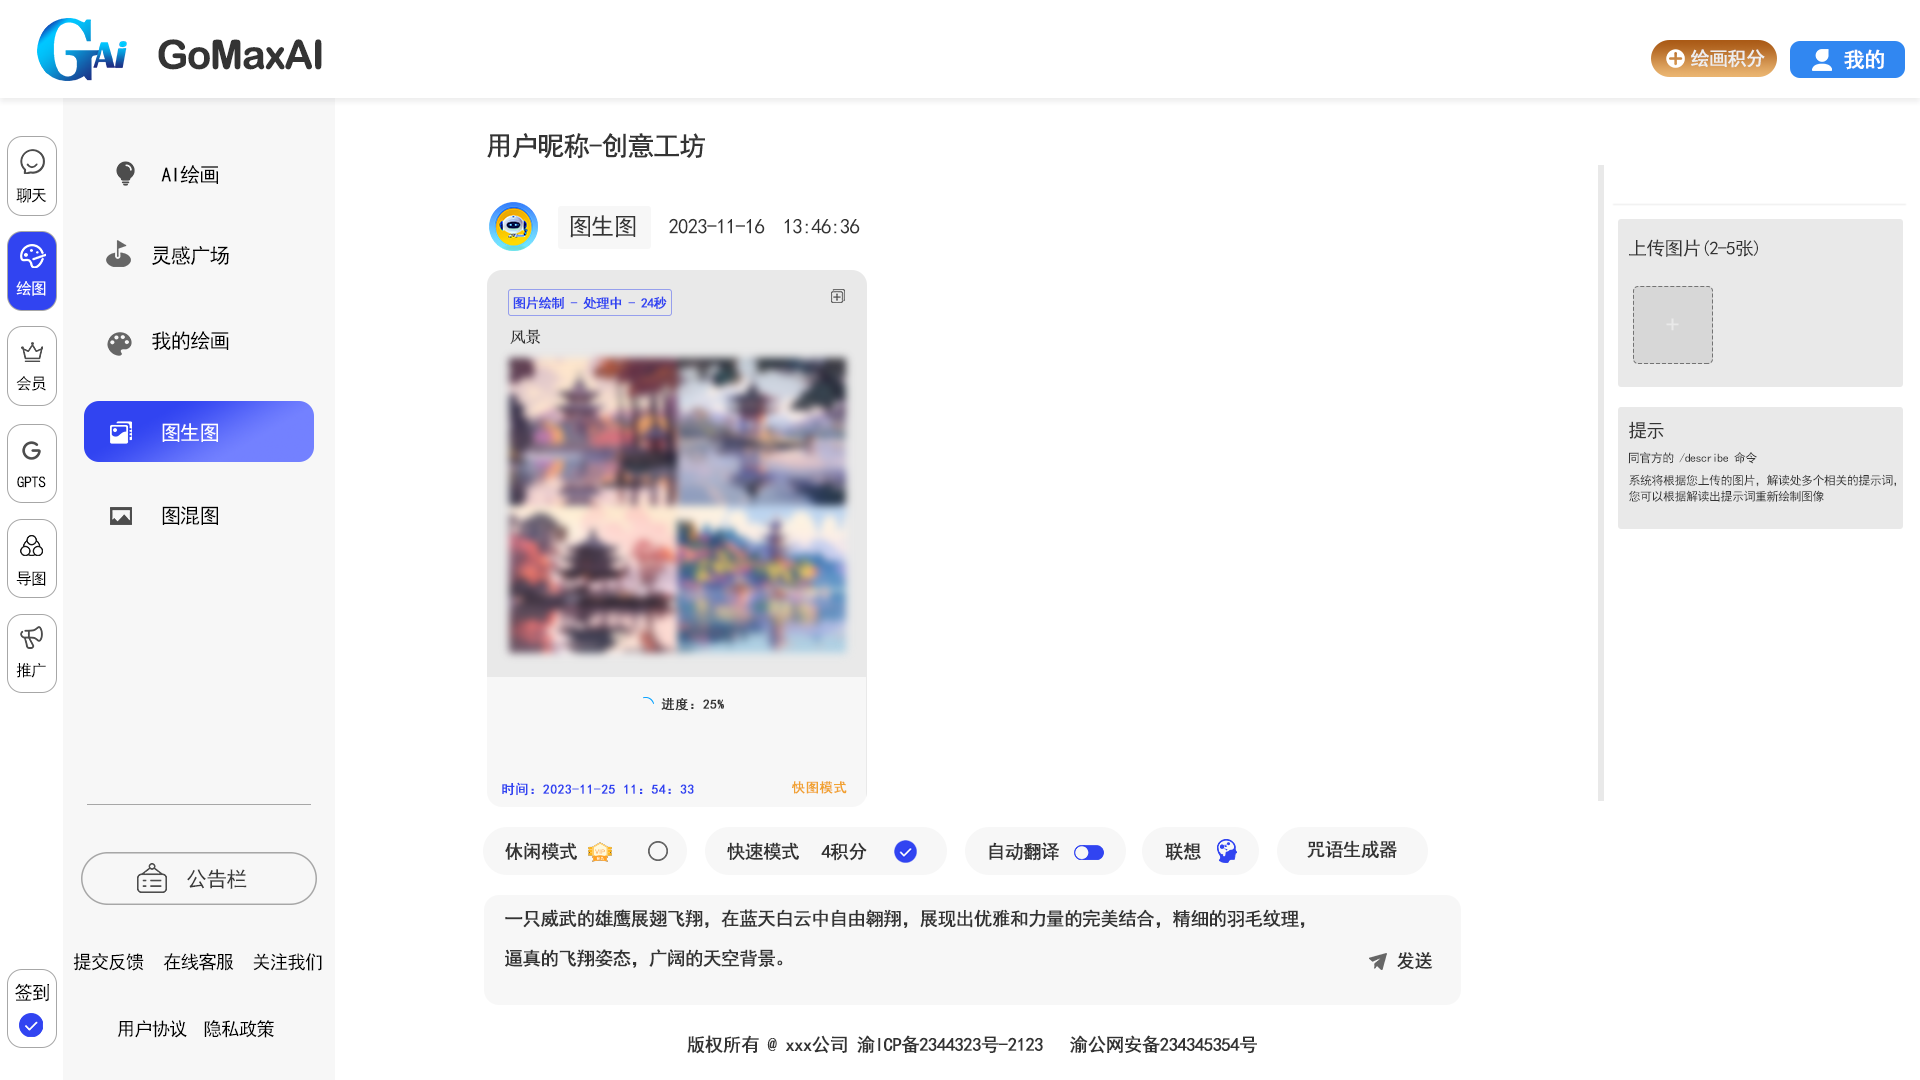 GAi GoMaxAI
绘画积分
我的
聊天
绘图
会员
G
GPTS
导图
推广
签到
AI绘画
灵感广场
我的绘画
图生图
图混图
公告栏
提交反馈 在线客服 关注我们
用户协议 隐私政策
用户昵称-创意工坊
图生图 2023-11-16 13:46:36
图片绘制 - 处理中 - 24秒
风景
进度：25%
时间：2023-11-25 11：54：33
快图模式
休闲模式
快速模式 4积分
自动翻译
联想
咒语生成器
一只威武的雄鹰展翅飞翔，在蓝天白云中自由翱翔，展现出优雅和力量的完美结合，精细的羽毛纹理，
逼真的飞翔姿态，广阔的天空背景。
发送
版权所有 @ xxx公司 渝ICP备2344323号-2123 渝公网安备234345354号
上传图片(2-5张)
提示
同官方的 /describe 命令
系统将根据您上传的图片，解读处多个相关的提示词，
您可以根据解读出提示词重新绘制图像